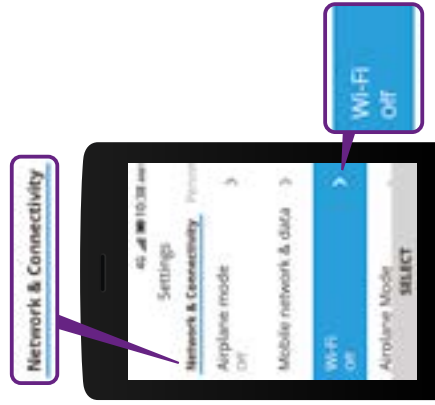 Network & Connectivity
4G 10:38
Settings
Network & Connectivity
Airplane mode
Off
Mobile network & data
Wi-Fi
Off
Airplane Mode
SELECT
Wi-Fi
Off